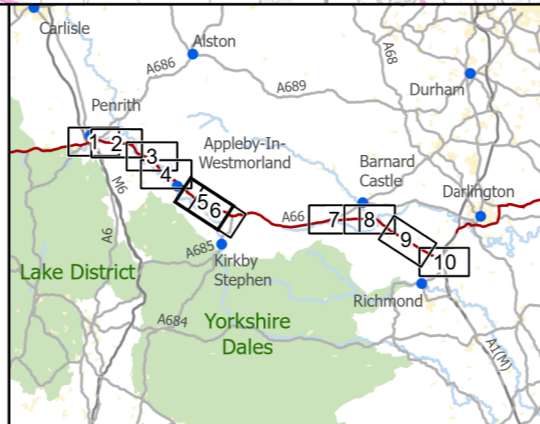 Carlisle
Alston
A686
A68
A689
Durham
Penrith
1
2
3
4
Appleby-In-
Westmorland
Barnard
Castle
Darlington
M6
5
6
A66
7
8
9
10
A6
A685
Kirkby
Stephen
Lake District
Richmond
A684
Yorkshire
Dales
A1(M)